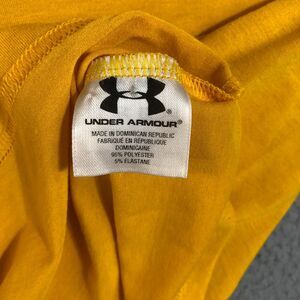 UNDER ARMOUR®
MADE IN DOMINICAN REPUBLIC
FABRIQUÉ EN RÉPUBLIQUE
DOMINICAINE
95% POLYESTER
5% ELASTANE